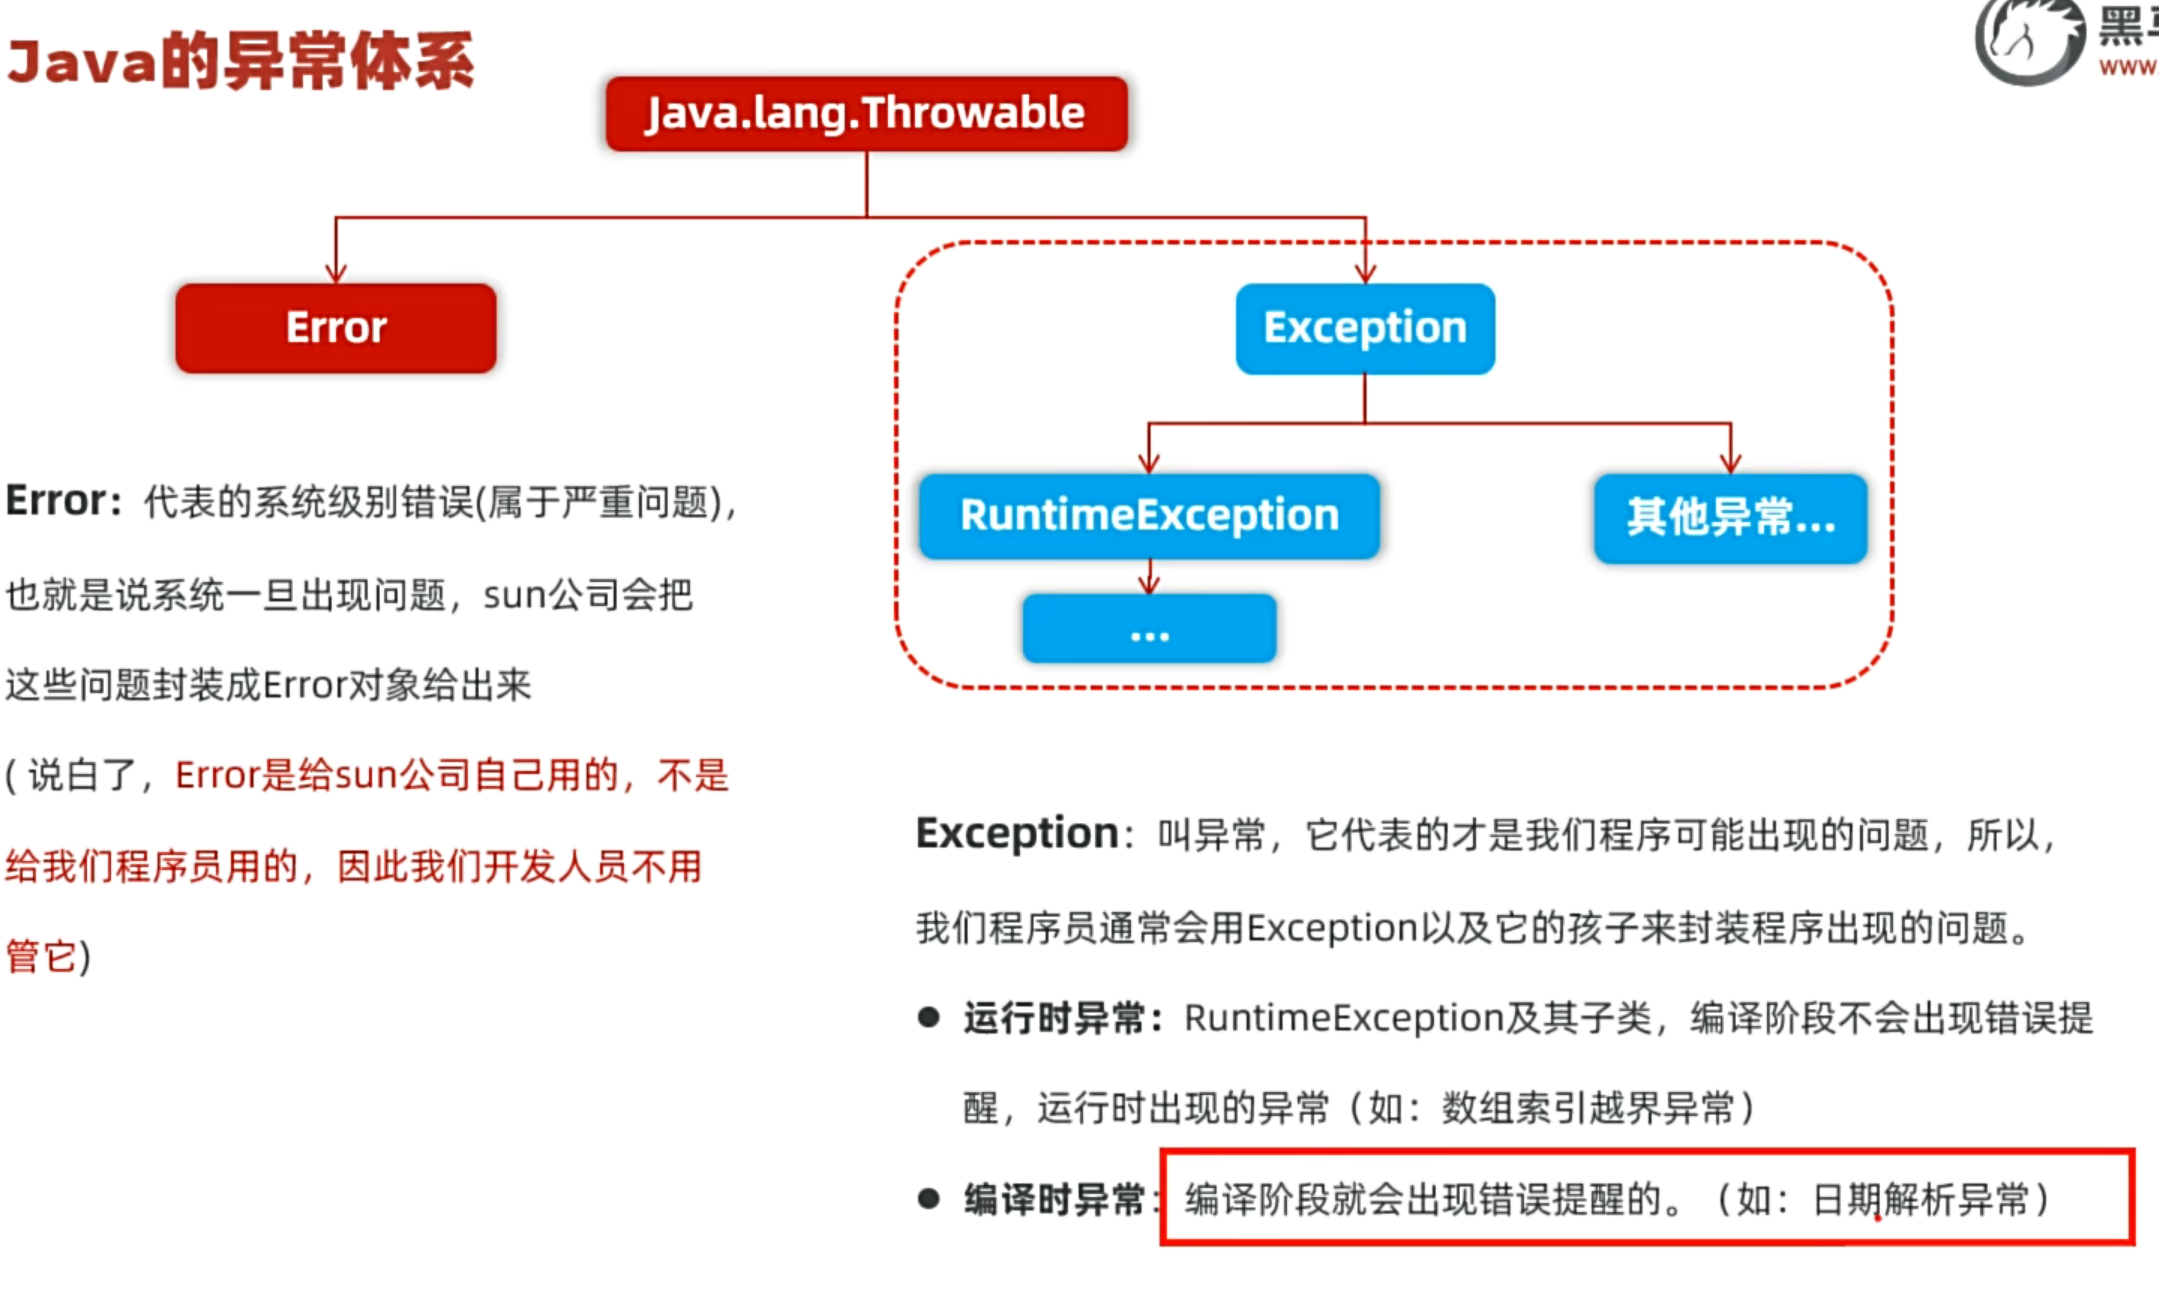 Java的异常体系
黑
www.
Java.lang.Throwable
Error
Exception
RuntimeException
其他异常...
...
Error：代表的系统级别错误(属于严重问题)，
也就是说系统一旦出现问题，sun公司会把
这些问题封装成Error对象给出来
( 说白了，Error是给sun公司自己用的，不是
给我们程序员用的，因此我们开发人员不用
管它)
Exception：叫异常，它代表的才是我们程序可能出现的问题，所以，
我们程序员通常会用Exception以及它的孩子来封装程序出现的问题。
● 运行时异常：RuntimeException及其子类，编译阶段不会出现错误提
醒，运行时出现的异常（如：数组索引越界异常）
● 编译时异常：编译阶段就会出现错误提醒的。（如：日期解析异常）